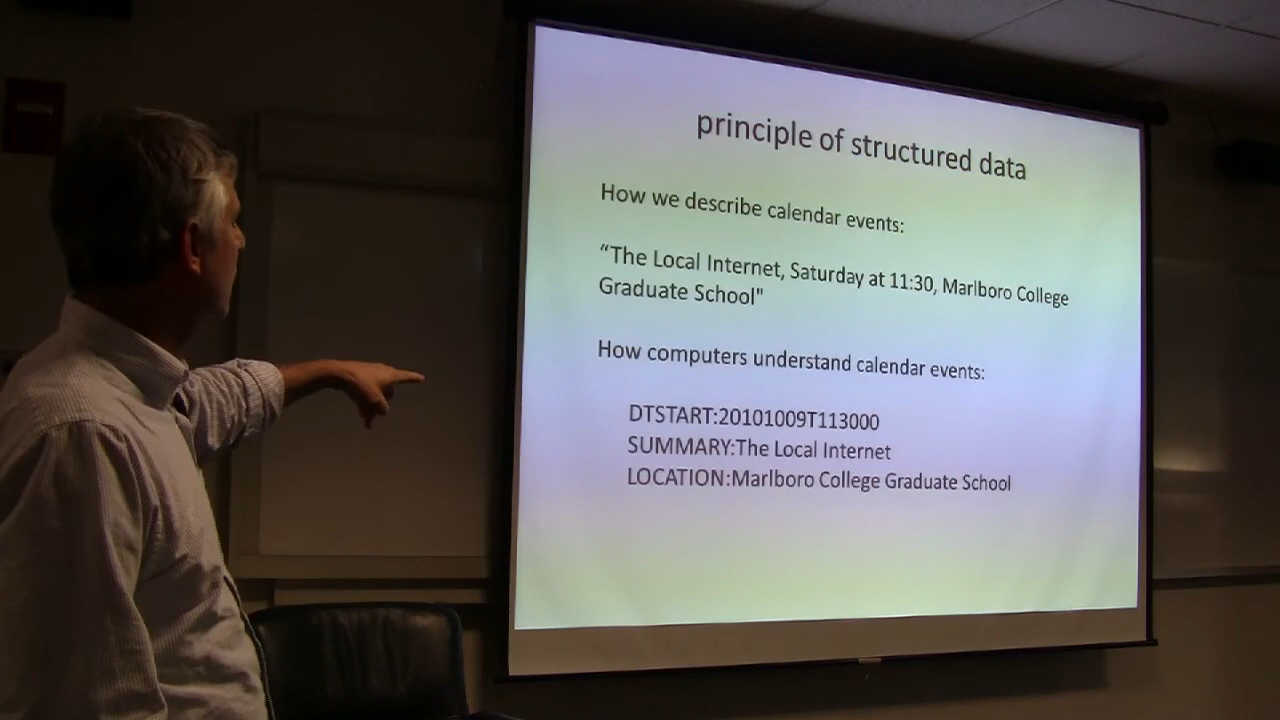 principle of structured data
How we describe calendar events:
“The Local Internet, Saturday at 11:30, Marlboro College
Graduate School"
How computers understand calendar events:
DTSTART:20101009T113000
SUMMARY:The Local Internet
LOCATION:Marlboro College Graduate School